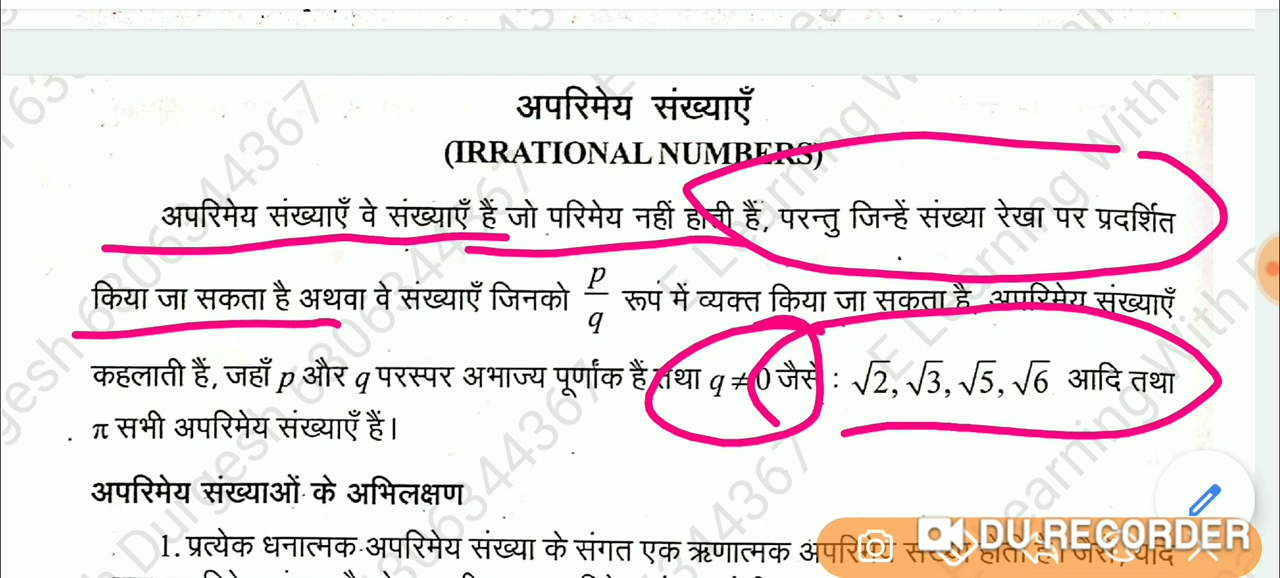 अपरिमेय संख्याएँ
(IRRATIONAL NUMBERS)
अपरिमेय संख्याएँ वे संख्याएँ हैं जो परिमेय नहीं होती हैं, परन्तु जिन्हें संख्या रेखा पर प्रदर्शित
किया जा सकता है अथवा वे संख्याएँ जिनको p/q रूप में व्यक्त किया जा सकता है, अपरिमेय संख्याएँ
कहलाती हैं, जहाँ p और q परस्पर अभाज्य पूर्णांक हैं तथा q ≠ 0 जैसे : √2, √3, √5, √6 आदि तथा
π सभी अपरिमेय संख्याएँ हैं।
अपरिमेय संख्याओं के अभिलक्षण
1. प्रत्येक धनात्मक अपरिमेय संख्या के संगत एक ऋणात्मक अपरिमेय संख्या होती है। जैसे, यदि
DU RECORDER